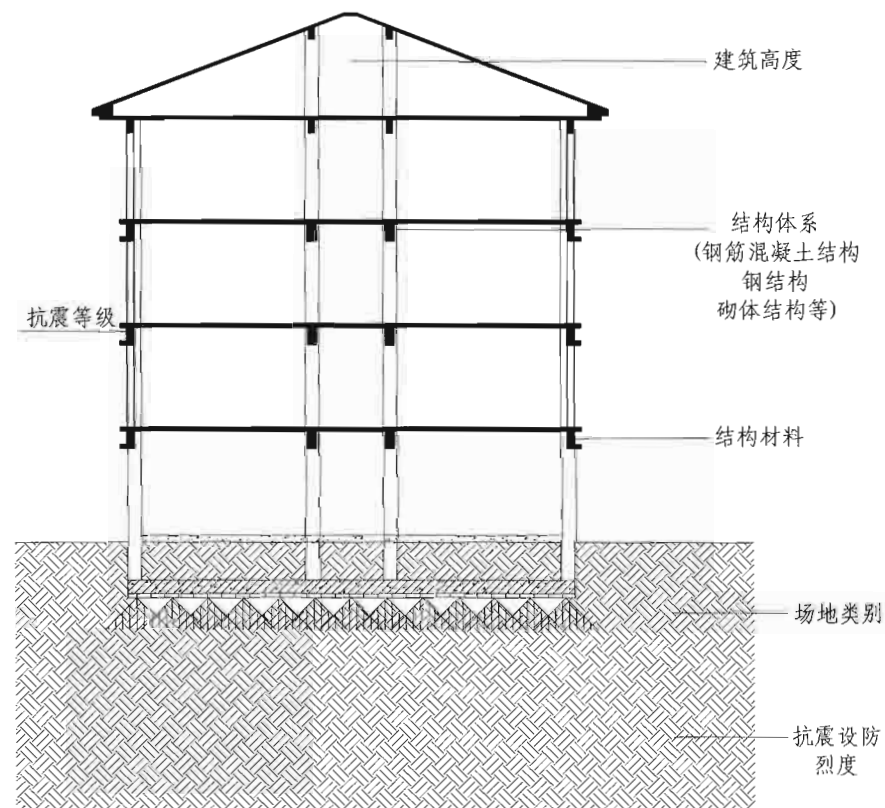 建筑高度
结构体系
(钢筋混凝土结构
钢结构
砌体结构等)
抗震等级
结构材料
场地类别
抗震设防
烈度